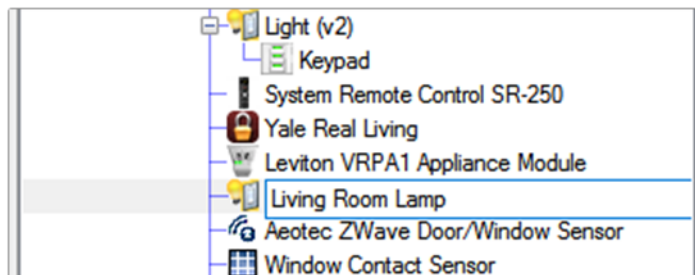 Light (v2)
Keypad
System Remote Control SR-250
Yale Real Living
Leviton VRPA1 Appliance Module
Living Room Lamp
Aeotec ZWave Door/Window Sensor
Window Contact Sensor